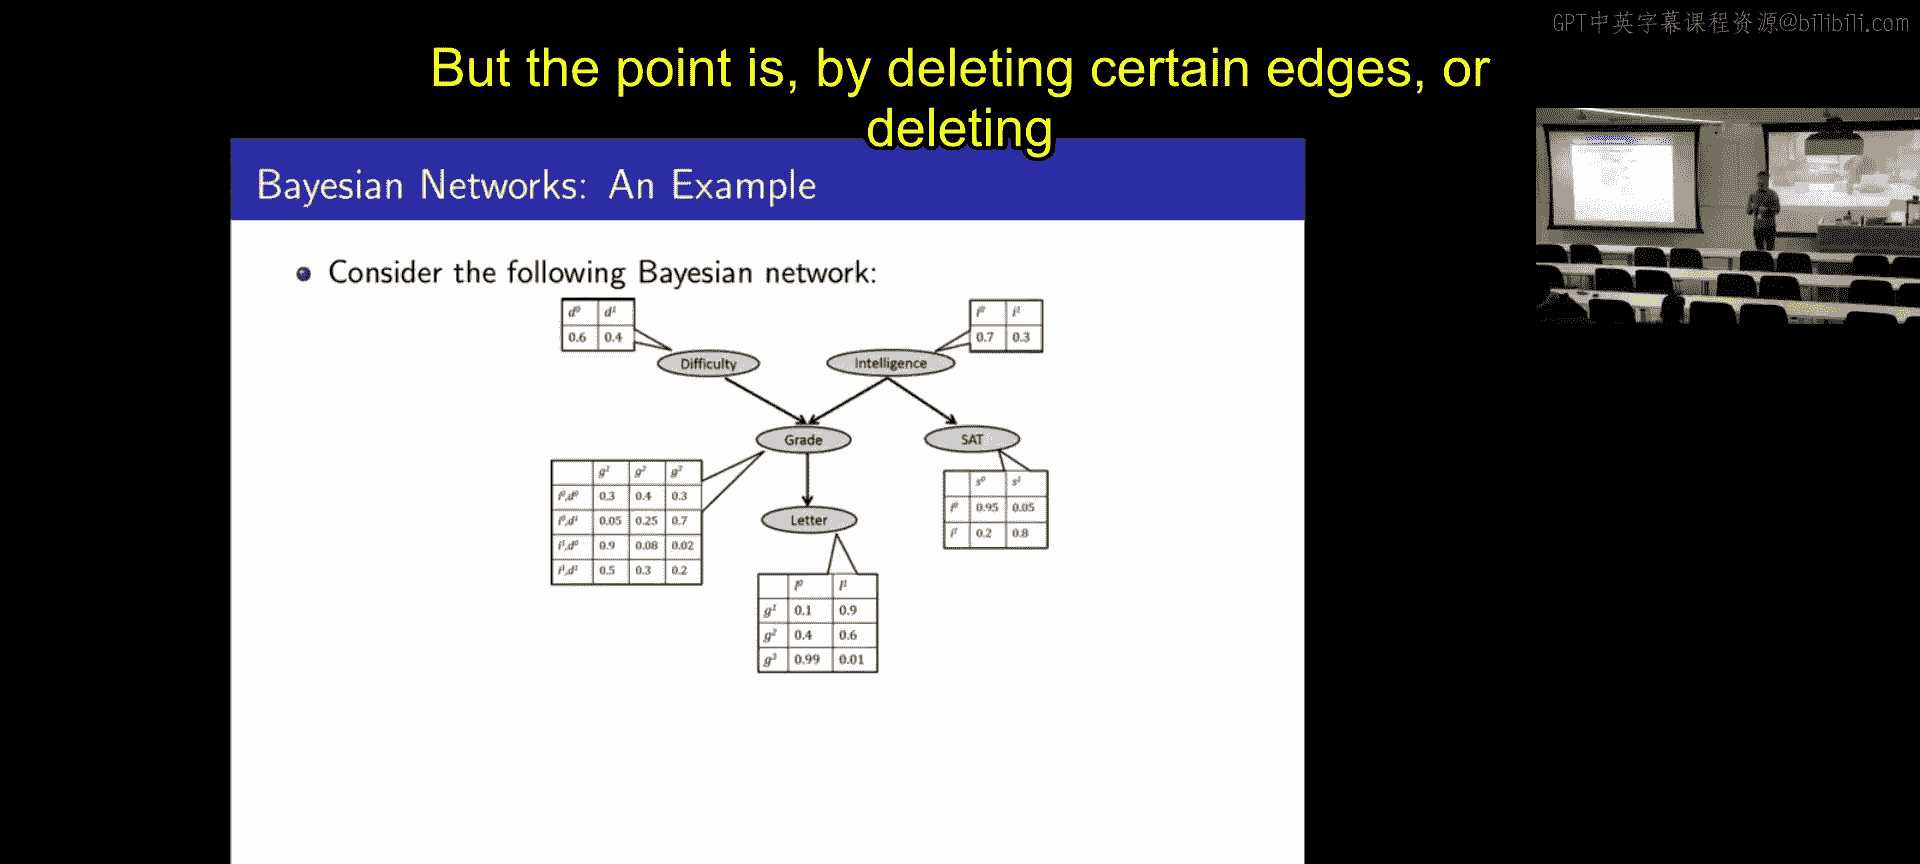 GPT中英字幕课程资源@bilibili.com
But the point is, by deleting certain edges, or
deleting
Bayesian Networks: An Example
Consider the following Bayesian network:
d⁰ d¹
0.6 0.4
i⁰ i¹
0.7 0.3
Difficulty
Intelligence
Grade
SAT
g¹ g² g³
i⁰,d⁰ 0.3 0.4 0.3
i⁰,d¹ 0.05 0.25 0.7
i¹,d⁰ 0.9 0.08 0.02
i¹,d¹ 0.5 0.3 0.2
s⁰ s¹
i⁰ 0.95 0.05
i¹ 0.2 0.8
Letter
l⁰ l¹
g¹ 0.1 0.9
g² 0.4 0.6
g³ 0.99 0.01